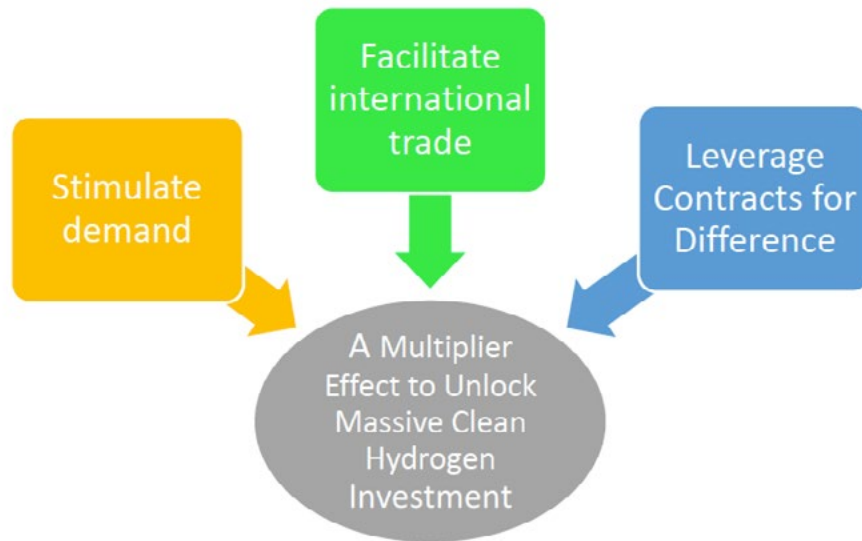 Stimulate
demand
Facilitate
international
trade
Leverage
Contracts for
Difference
A Multiplier
Effect to Unlock
Massive Clean
Hydrogen
Investment